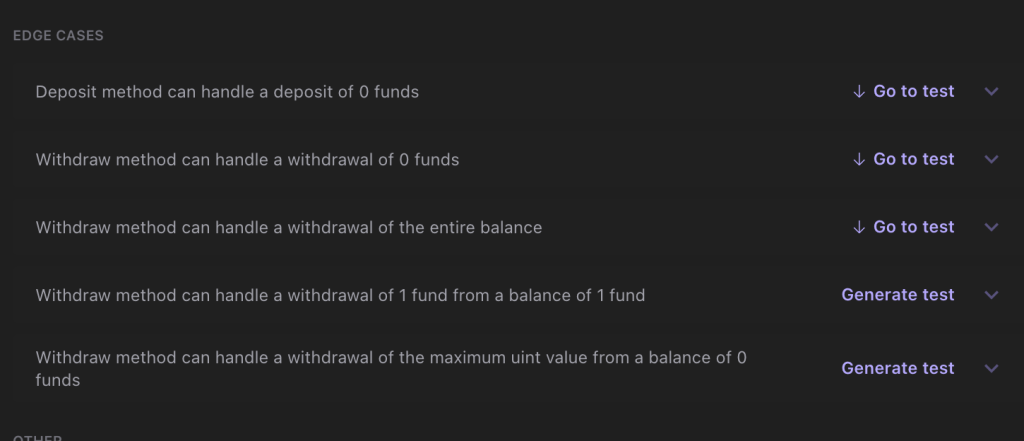 EDGE CASES
Deposit method can handle a deposit of 0 funds
↓ Go to test
Withdraw method can handle a withdrawal of 0 funds
↓ Go to test
Withdraw method can handle a withdrawal of the entire balance
↓ Go to test
Withdraw method can handle a withdrawal of 1 fund from a balance of 1 fund
Generate test
Withdraw method can handle a withdrawal of the maximum uint value from a balance of 0
funds
Generate test
OTHER